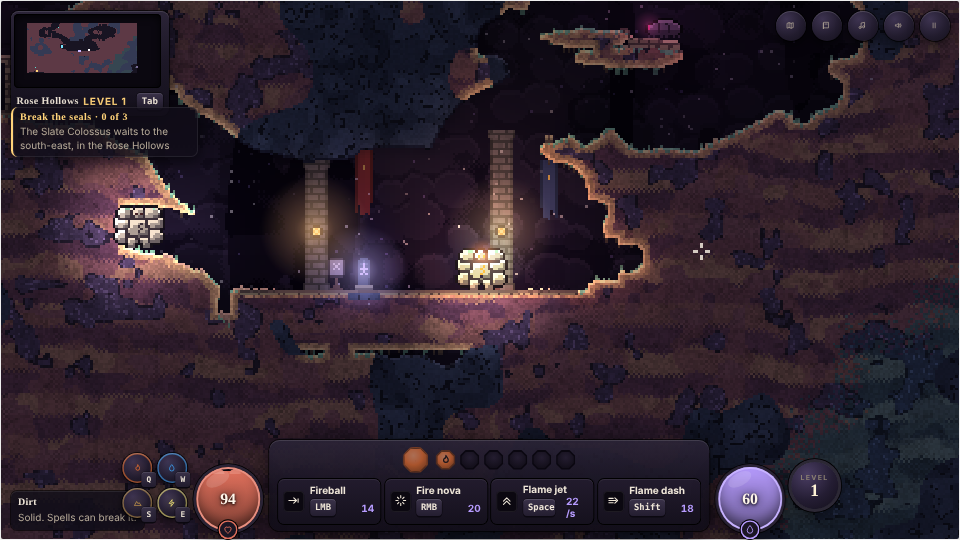 Rose Hollows LEVEL 1 Tab
Break the seals · 0 of 3
The Slate Colossus waits to the
south-east, in the Rose Hollows
Q
W
S
E
Dirt
Solid. Spells can break it.
94
Fireball
LMB 14
Fire nova
RMB 20
Flame jet
Space 22
/s
Flame dash
Shift 18
60
LEVEL
1